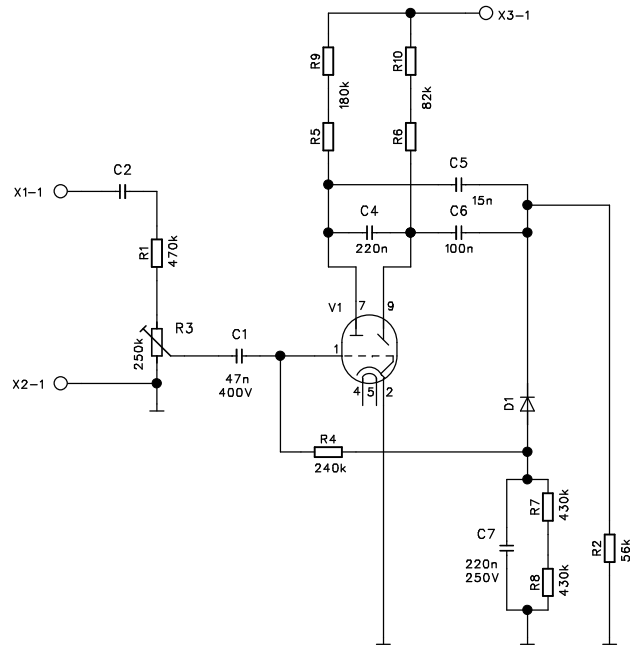 X3-1
R9
180k
R10
82k
R5
R6
C2
X1-1
C5
15n
R1
470k
C4
220n
C6
100n
V1
7
9
R3
250k
C1
47n
400V
1
X2-1
4
5
2
D1
R4
240k
R7
430k
C7
220n
250V
R8
430k
R2
56k